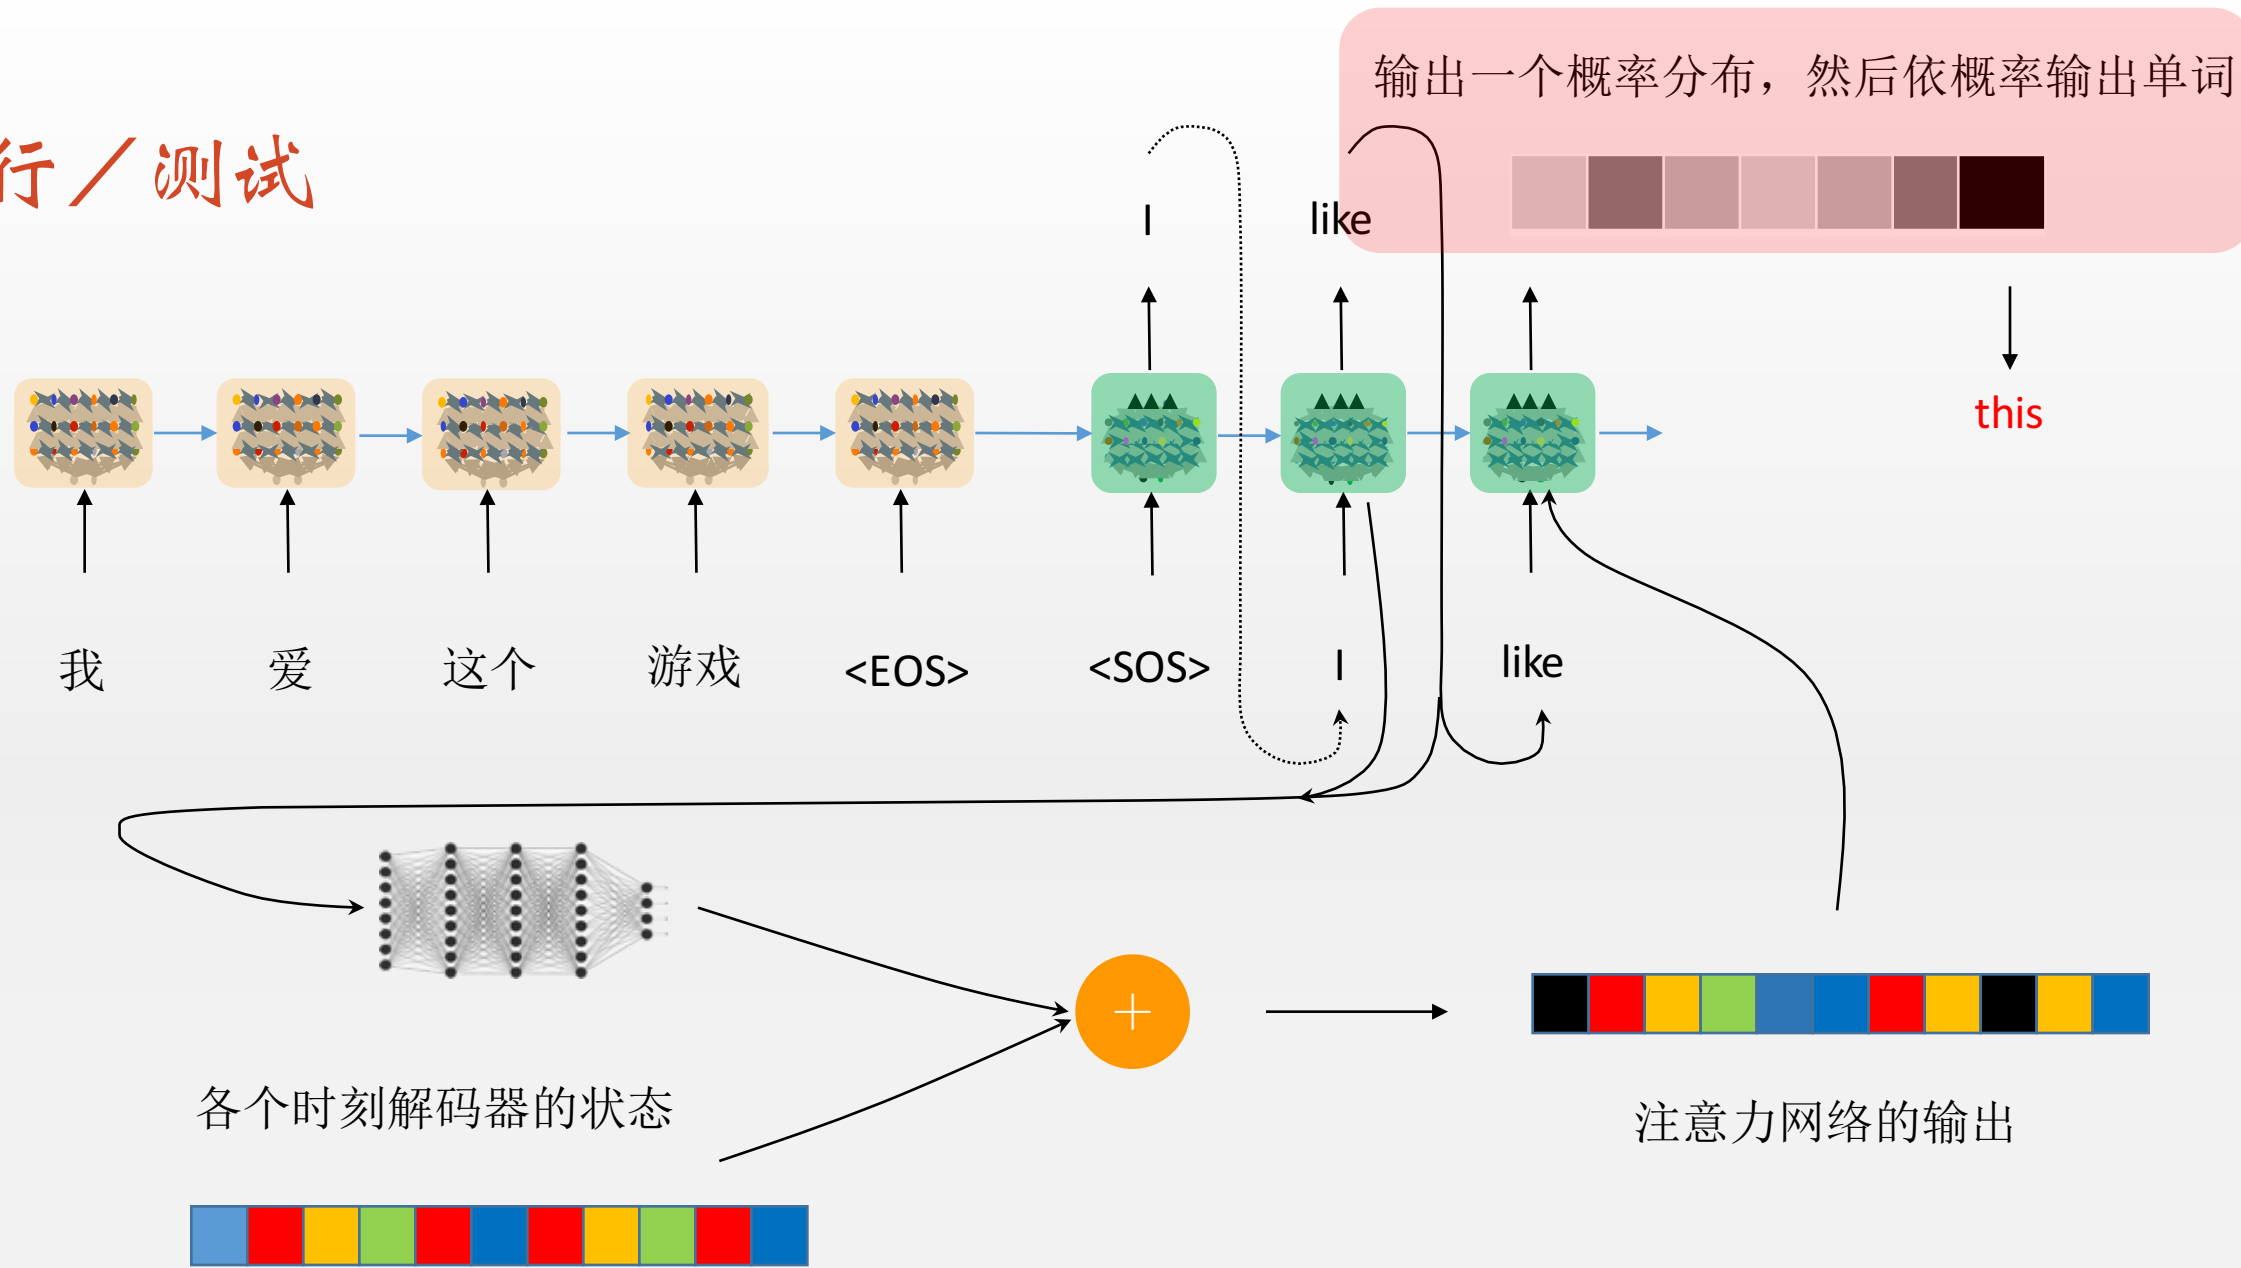 输出一个概率分布，然后依概率输出单词
行／测试
I
like
this
我
爱
这个
游戏
<EOS>
<SOS>
I
like
+
各个时刻解码器的状态
注意力网络的输出